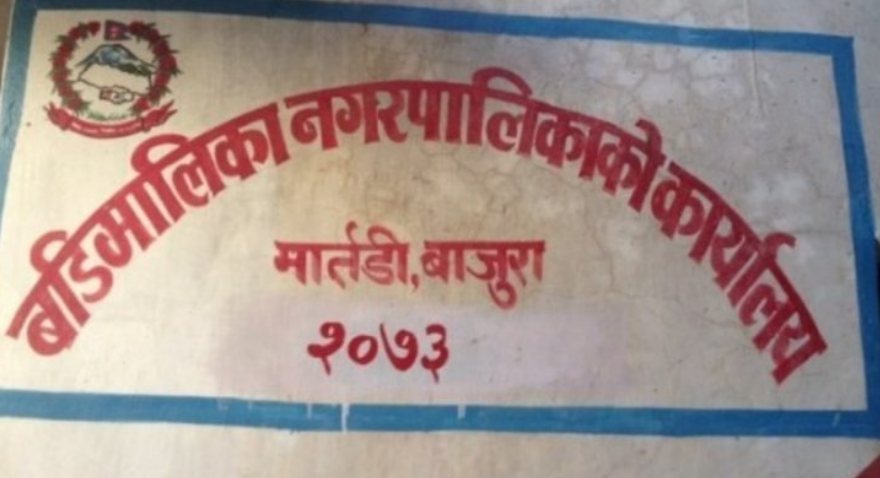 बडिमालिका नगरपालिकाको कार्यालय
मार्तडी, बाजुरा
२०७३